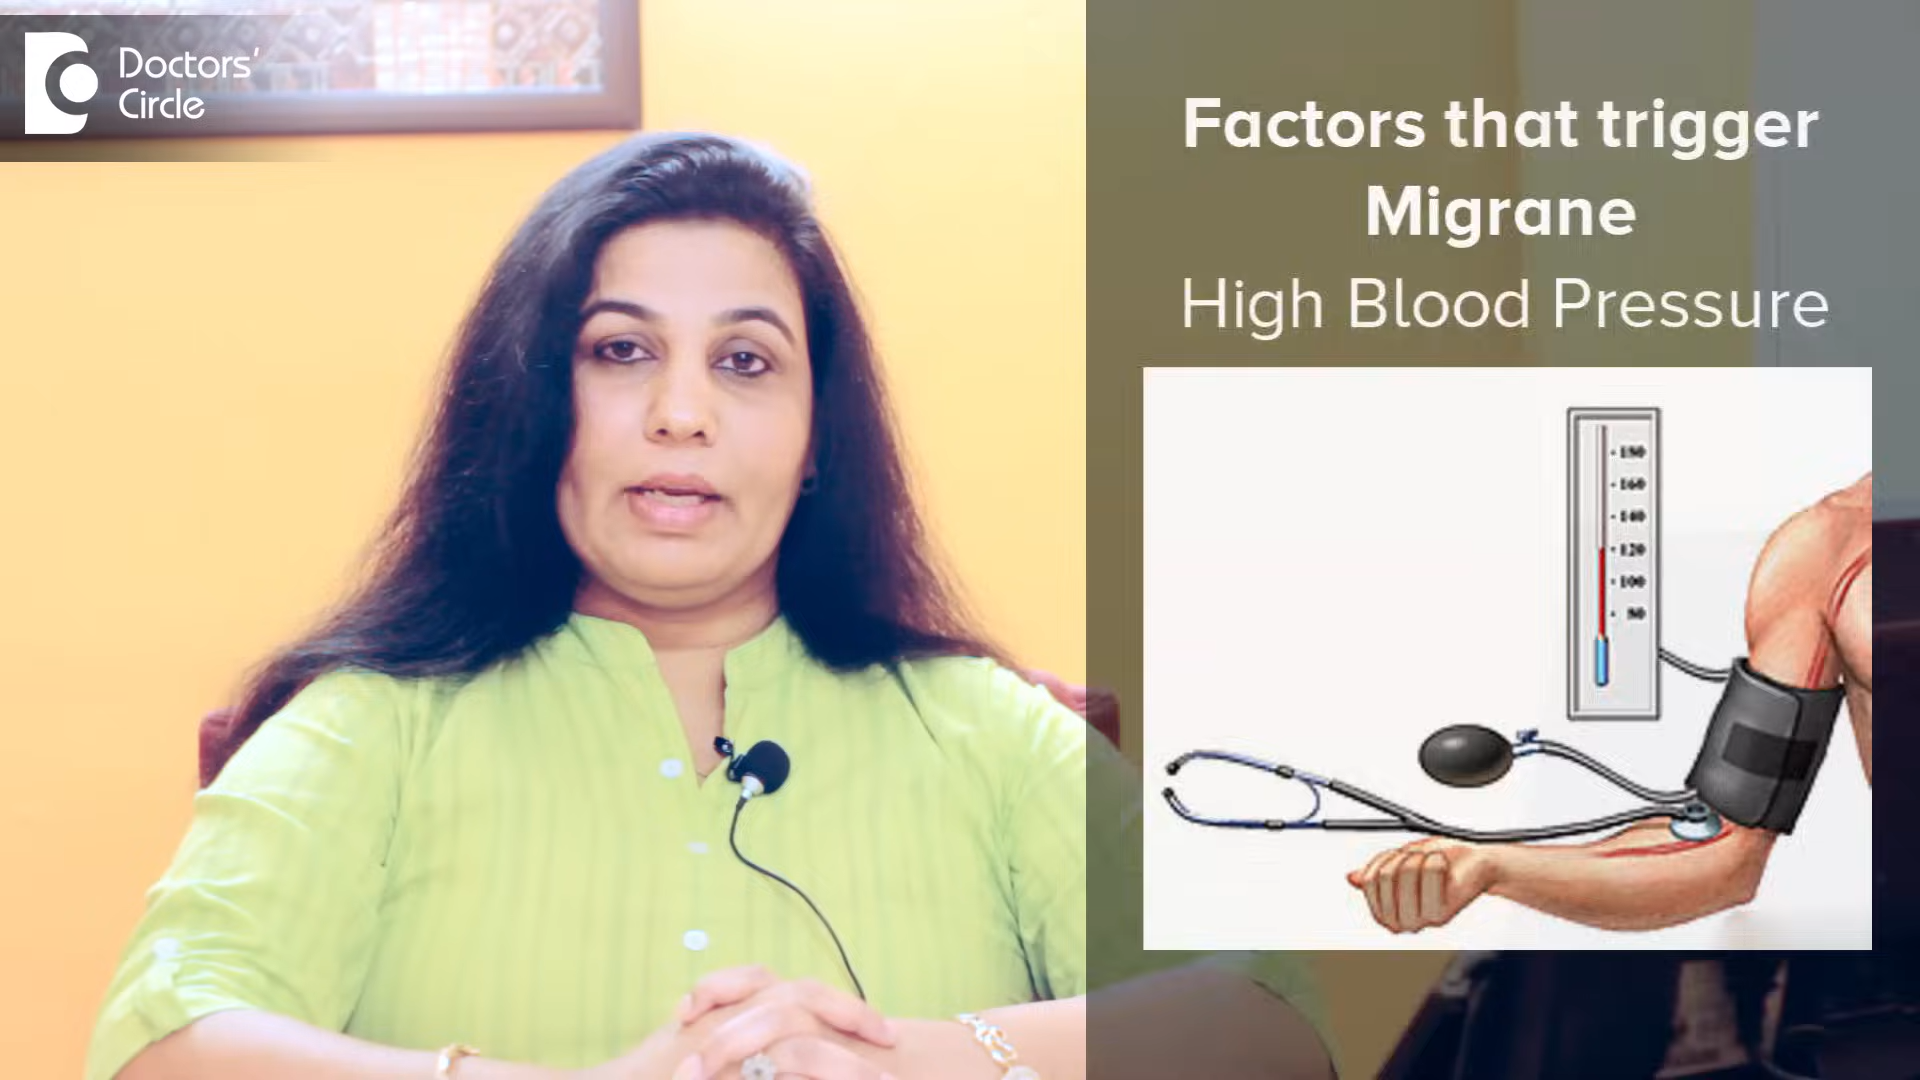 Doctors'
Circle
Factors that trigger
Migrane
High Blood Pressure
180
160
140
120
100
80